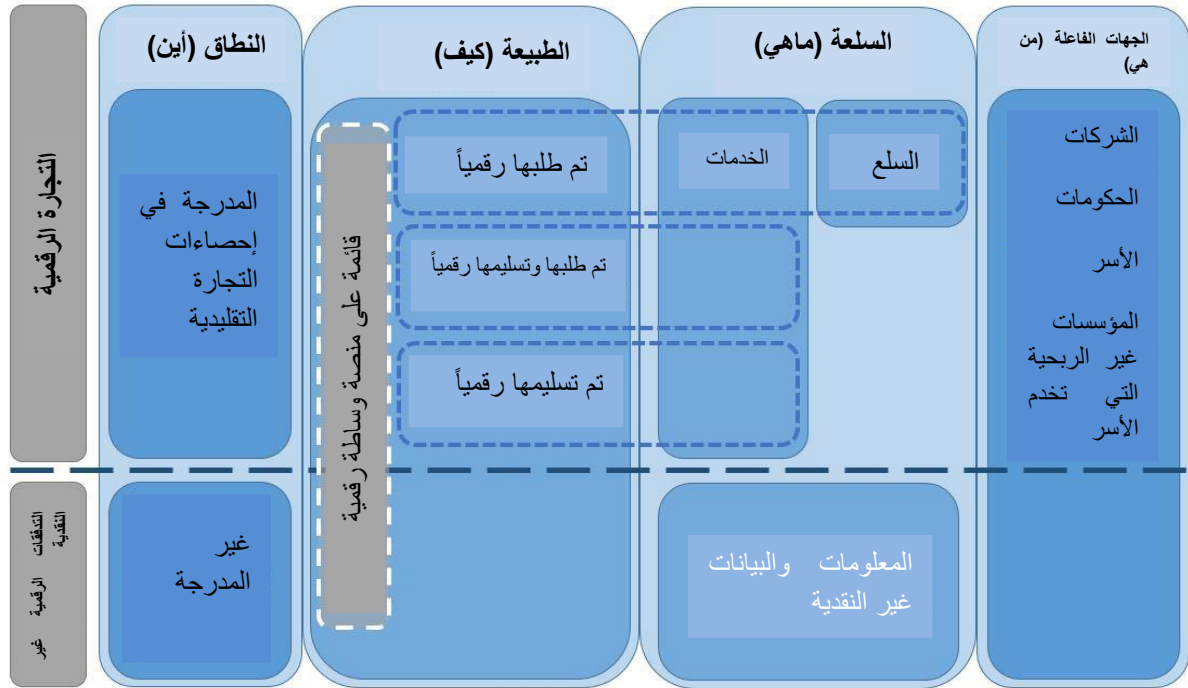 الجهات الفاعلة (من
هي)
الشركات
الحكومات
الأسر
المؤسسات
غير الربحية
التي تخدم
الأسر
السلعة (ماهي)
السلع
الخدمات
المعلومات والبيانات
غير النقدية
الطبيعة (كيف)
تم طلبها رقمياً
تم طلبها وتسليمها رقمياً
تم تسليمها رقمياً
قائمة على منصة وساطة رقمية
النطاق (أين)
المدرجة في
إحصاءات
التجارة
التقليدية
غير
المدرجة
التجارة الرقمية
التدفقات الرقمية غير
النقدية